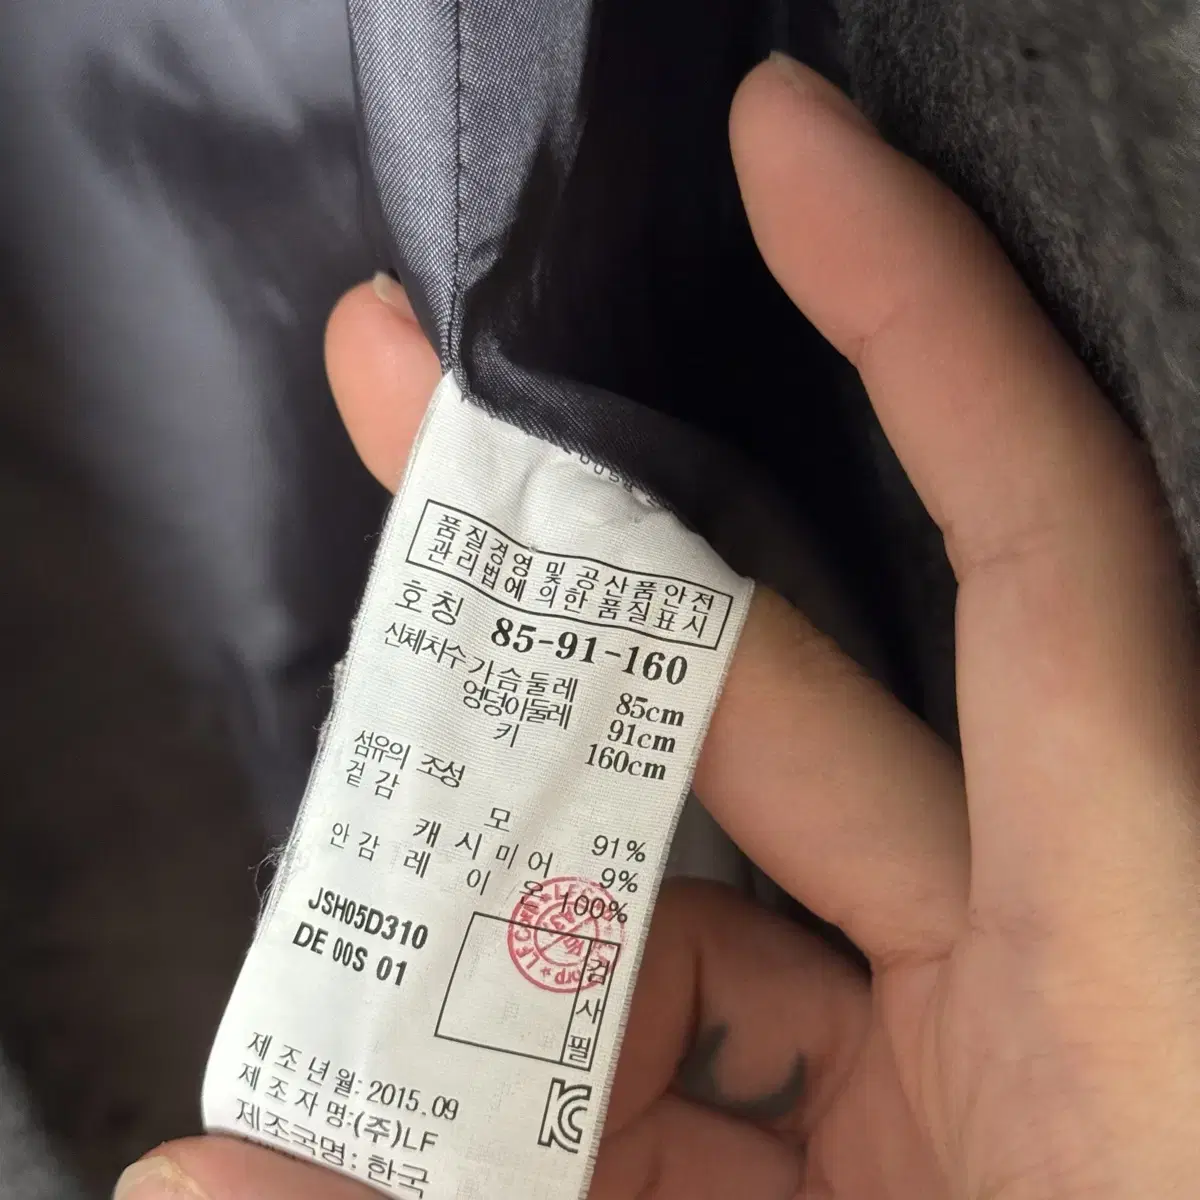 품질경영 및 공산품안전
관리법에 의한 품질표시
호칭 85-91-160
신체치수 가슴둘레 85cm
엉덩이둘레 91cm
키 160cm
섬유의 조성
겉감
모 91%
캐시미어 9%
안감 레이온 100%
JSH05D310
DE 00S 01
검사필
제조년월: 2015.09
제조자명:(주)LF
제조국명: 한국